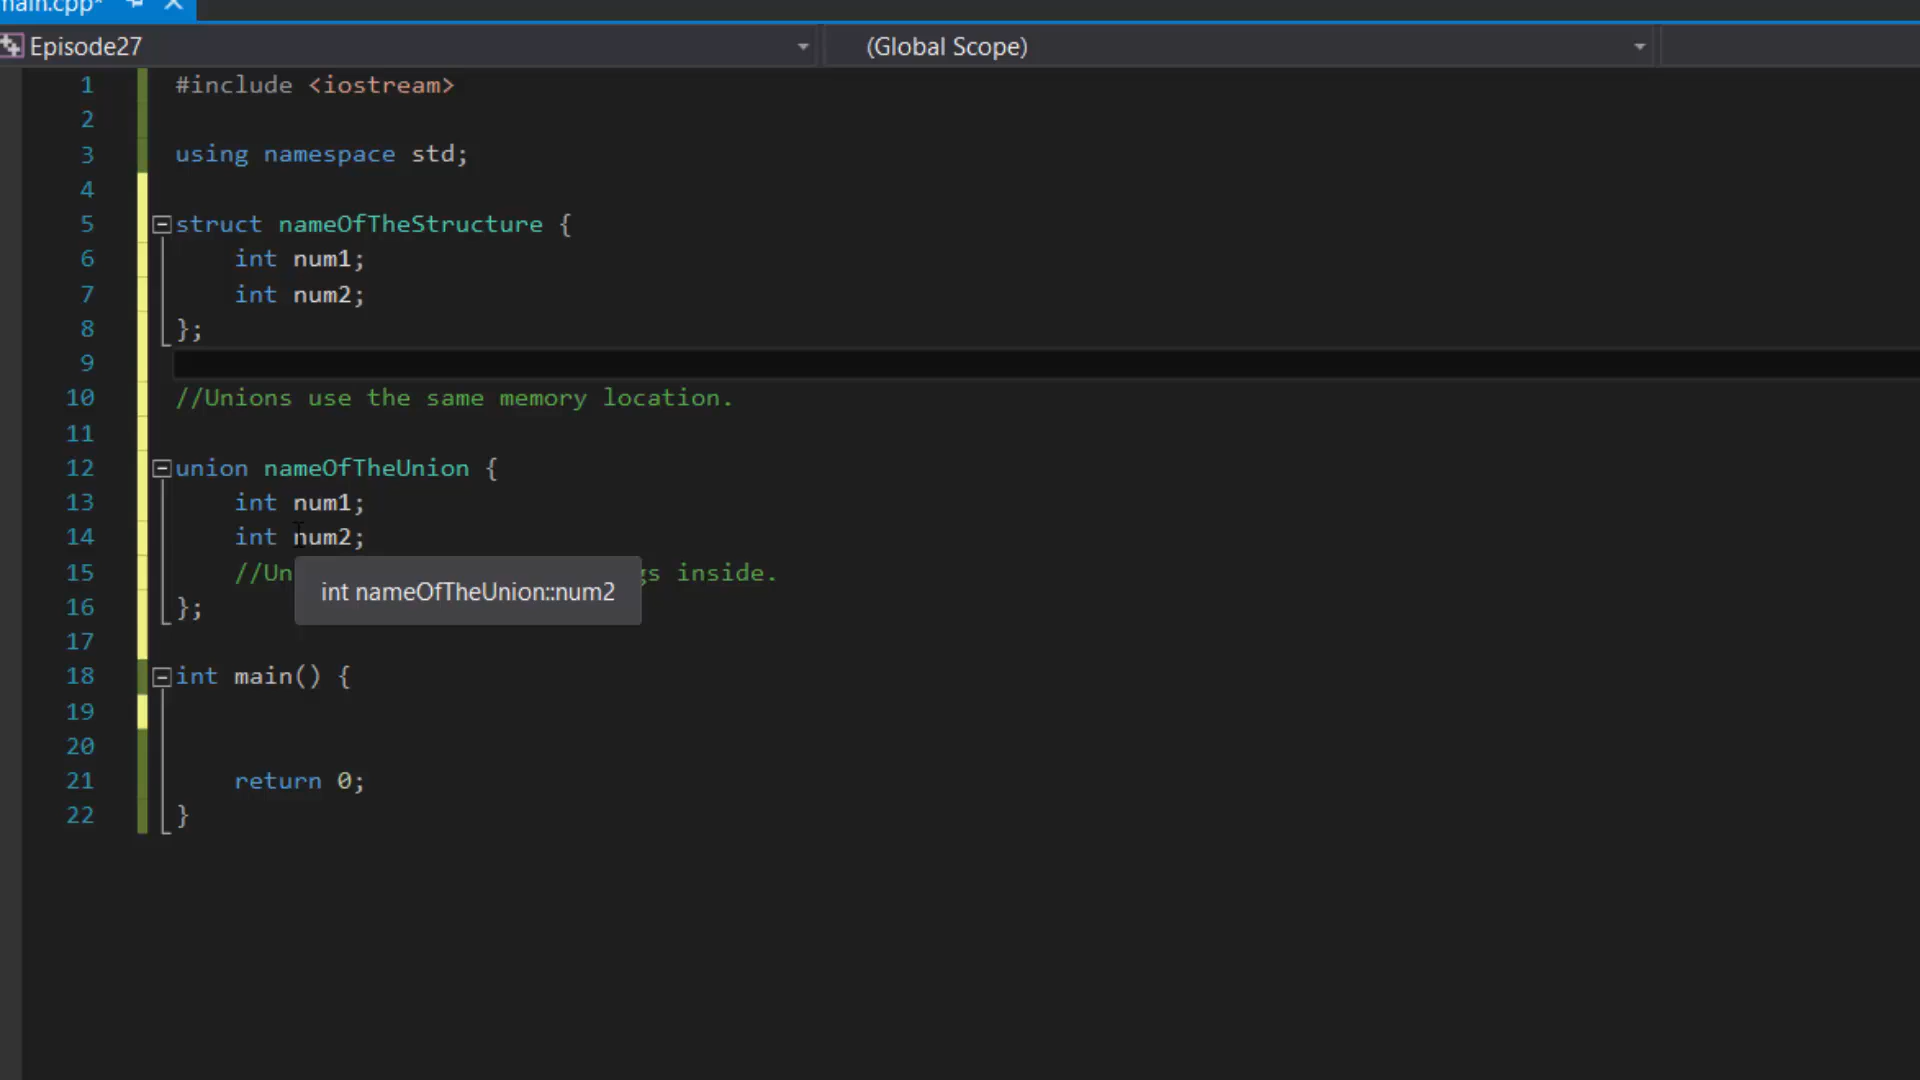 main.cpp*
Episode27
(Global Scope)
1 #include <iostream>
2
3 using namespace std;
4
5 struct nameOfTheStructure {
6 int num1;
7 int num2;
8 };
9
10 //Unions use the same memory location.
11
12 union nameOfTheUnion {
13 int num1;
14 int num2;
15 //Un inside.
int nameOfTheUnion::num2
16 };
17
18 int main() {
19
20
21 return 0;
22 }